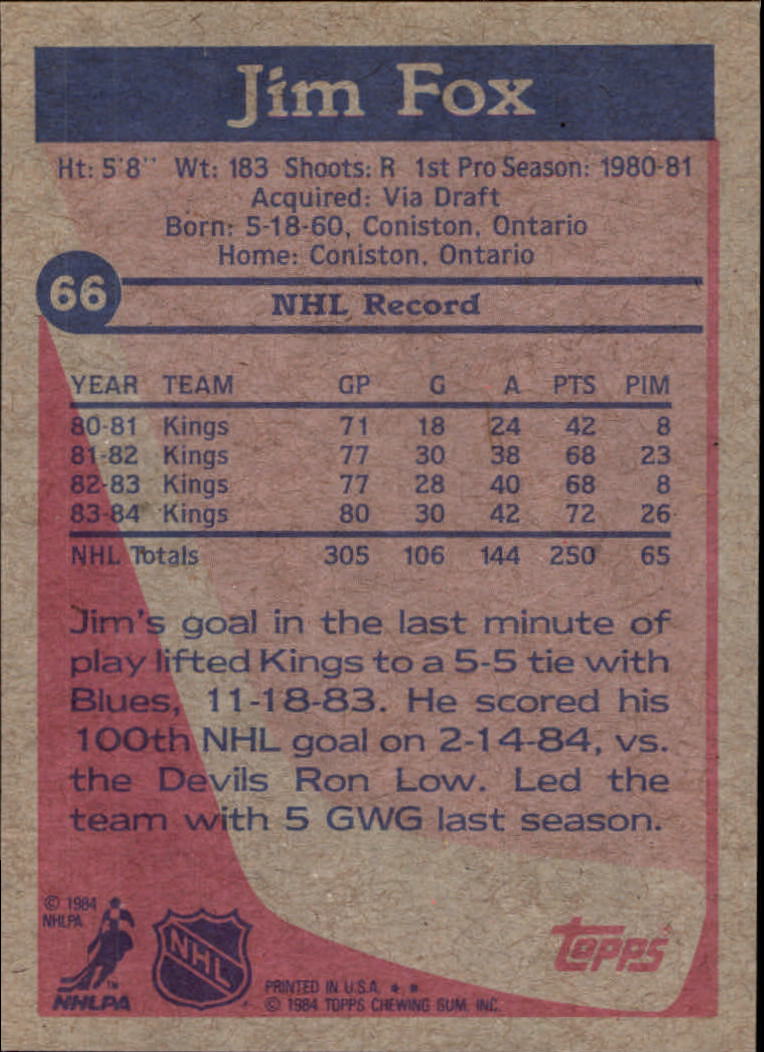 Jim Fox
Ht: 5'8" Wt: 183 Shoots: R 1st Pro Season: 1980-81
Acquired: Via Draft
Born: 5-18-60, Coniston, Ontario
Home: Coniston, Ontario
66
NHL Record
YEAR TEAM GP G A PTS PIM
80-81 Kings 71 18 24 42 8
81-82 Kings 77 30 38 68 23
82-83 Kings 77 28 40 68 8
83-84 Kings 80 30 42 72 26
NHL Totals 305 106 144 250 65
Jim's goal in the last minute of
play lifted Kings to a 5-5 tie with
Blues, 11-18-83. He scored his
100th NHL goal on 2-14-84, vs.
the Devils Ron Low. Led the
team with 5 GWG last season.
© 1984
NHLPA
NHL
TM
NHLPA
Topps
PRINTED IN U.S.A. * *
© 1984 TOPPS CHEWING GUM, INC.